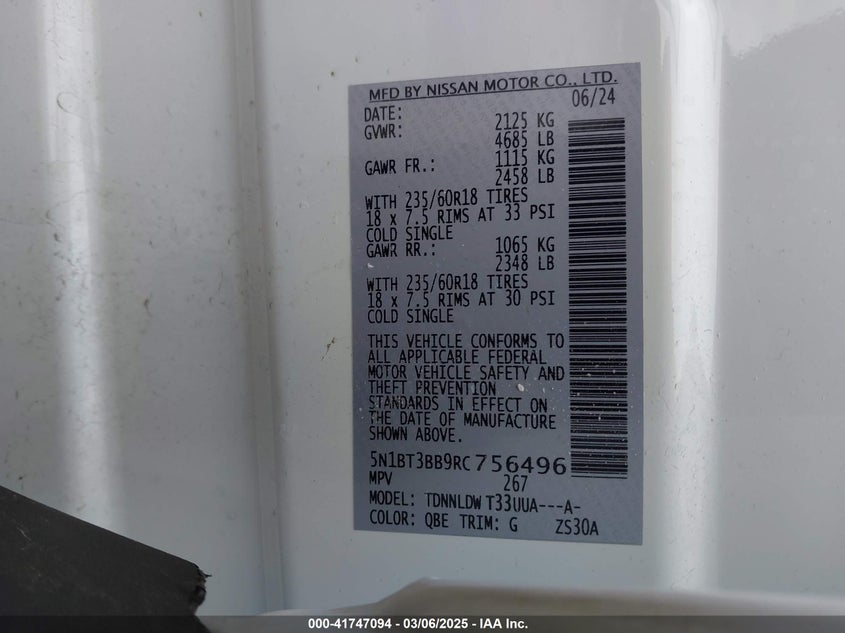 MFD BY NISSAN MOTOR CO., LTD.
DATE: 06/24
GVWR: 2125 KG
4685 LB
GAWR FR.: 1115 KG
2458 LB
WITH 235/60R18 TIRES
18 x 7.5 RIMS AT 33 PSI
COLD SINGLE
GAWR RR.: 1065 KG
2348 LB
WITH 235/60R18 TIRES
18 x 7.5 RIMS AT 30 PSI
COLD SINGLE
THIS VEHICLE CONFORMS TO
ALL APPLICABLE FEDERAL
MOTOR VEHICLE SAFETY AND
THEFT PREVENTION
STANDARDS IN EFFECT ON
THE DATE OF MANUFACTURE
SHOWN ABOVE.
5N1BT3BB9RC756496
MPV 267
MODEL: TDNNLDW T33UUA---A-
COLOR: QBE TRIM: G ZS30A
000-41747094 — 03/06/2025 — IAA Inc.